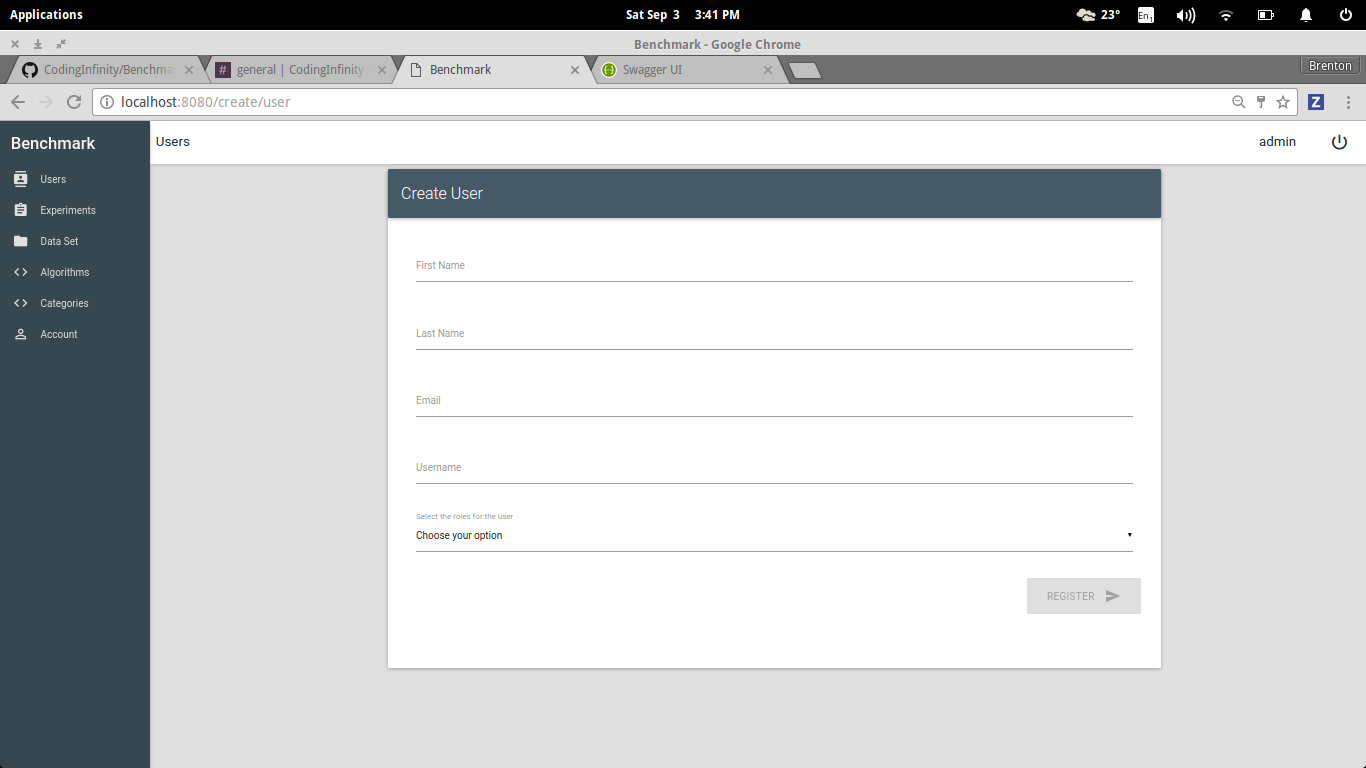 Applications
Sat Sep 3 3:41 PM
23°
En1
Benchmark - Google Chrome
CodingInfinity/Benchma
general | CodingInfinity
Benchmark
Swagger UI
Brenton
localhost:8080/create/user
Z
Benchmark
Users
admin
Users
Experiments
Data Set
Algorithms
Categories
Account
Create User
First Name
Last Name
Email
Username
Select the roles for the user
Choose your option
REGISTER